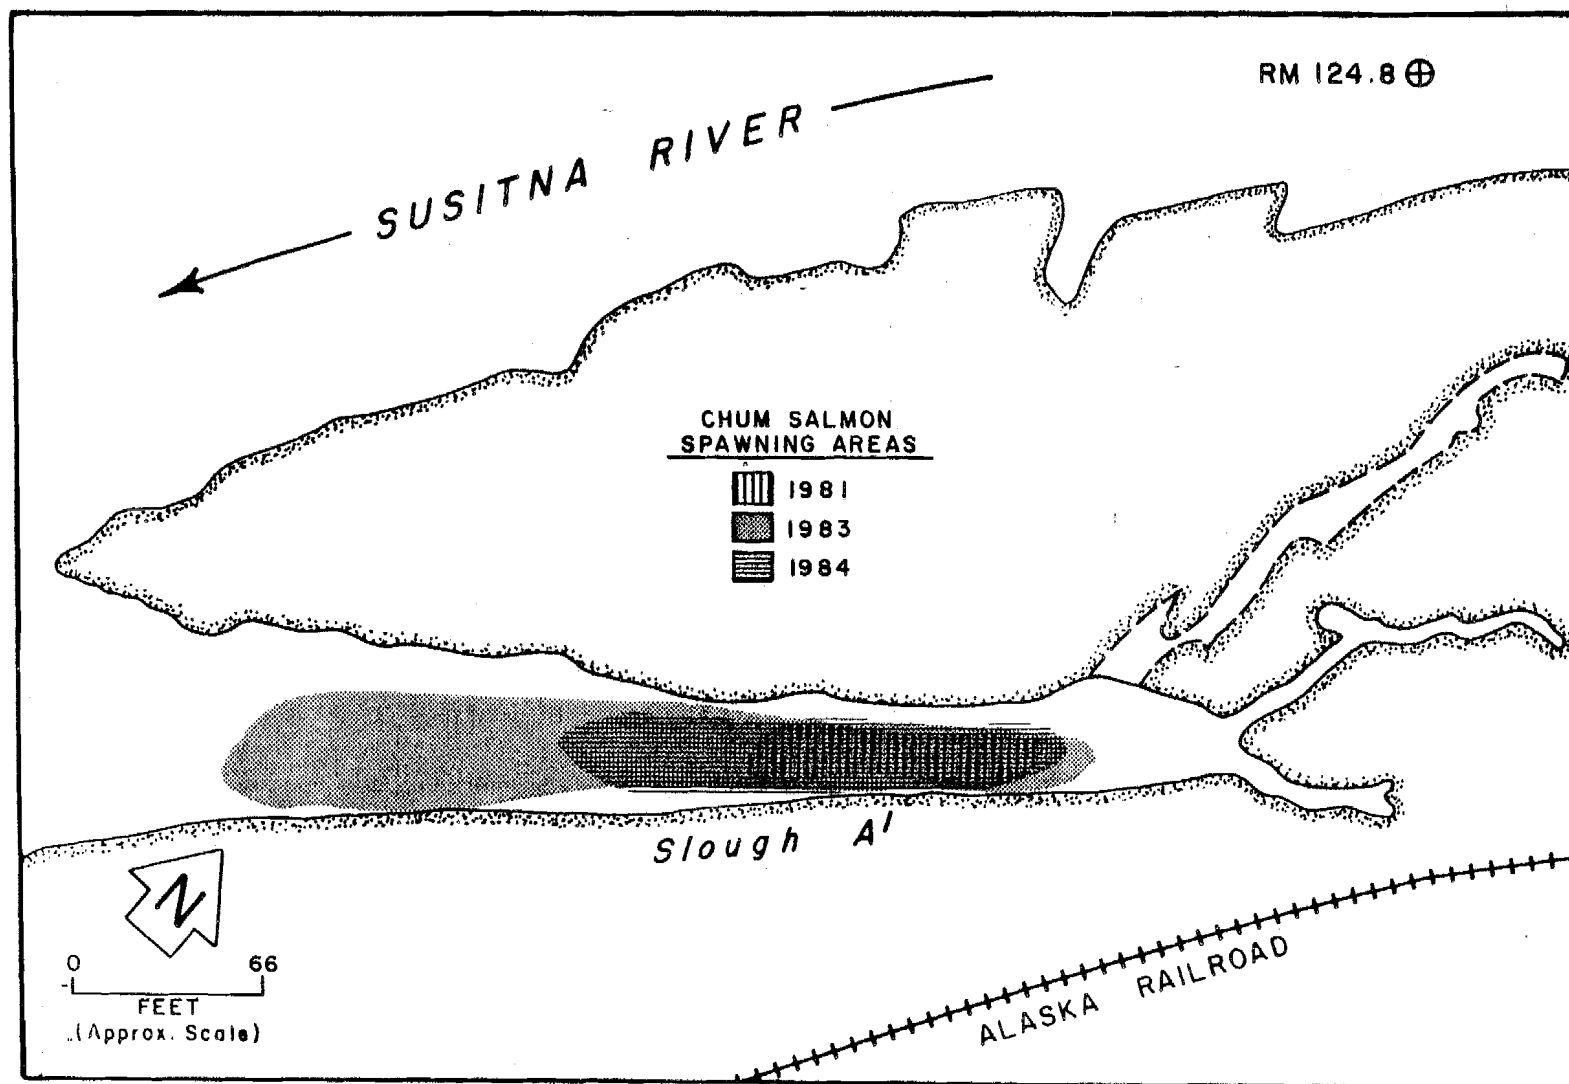 RM 124.8
SUSITNA RIVER
CHUM SALMON
SPAWNING AREAS
1981
1983
1984
Slough A'
N
0 66
FEET
(Approx. Scale)
ALASKA RAILROAD